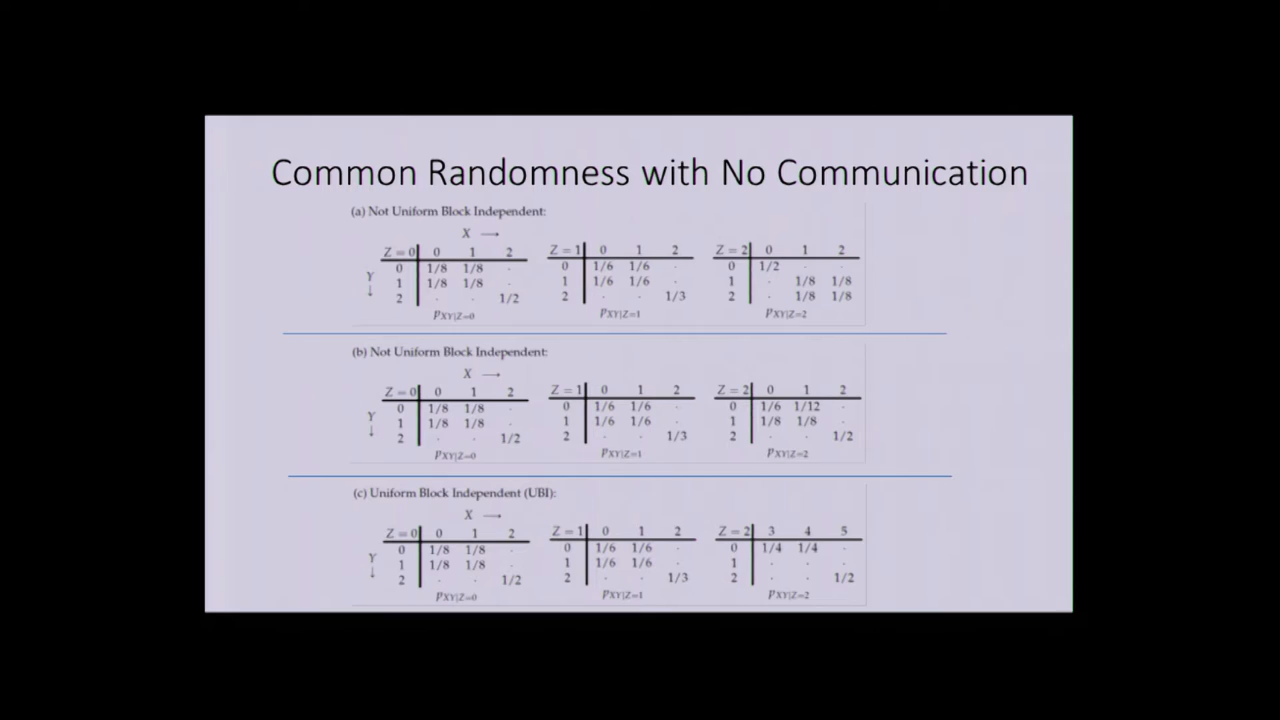 Common Randomness with No Communication
(a) Not Uniform Block Independent:
X →
Z = 0 0 1 2 Z = 1 0 1 2 Z = 2 0 1 2
0 1/8 1/8 · 0 1/6 1/6 · 0 1/2 · ·
Y ↓ 1 1/8 1/8 · 1 1/6 1/6 · 1 · 1/8 1/8
2 · · 1/2 2 · · 1/3 2 · 1/8 1/8
pXY|Z=0 pXY|Z=1 pXY|Z=2
(b) Not Uniform Block Independent:
X →
Z = 0 0 1 2 Z = 1 0 1 2 Z = 2 0 1 2
0 1/8 1/8 · 0 1/6 1/6 · 0 1/6 1/12 ·
Y ↓ 1 1/8 1/8 · 1 1/6 1/6 · 1 1/8 1/8 ·
2 · · 1/2 2 · · 1/3 2 · · 1/2
pXY|Z=0 pXY|Z=1 pXY|Z=2
(c) Uniform Block Independent (UBI):
X →
Z = 0 0 1 2 Z = 1 0 1 2 Z = 2 3 4 5
0 1/8 1/8 · 0 1/6 1/6 · 0 1/4 1/4 ·
Y ↓ 1 1/8 1/8 · 1 1/6 1/6 · 1 · · ·
2 · · 1/2 2 · · 1/3 2 · · 1/2
pXY|Z=0 pXY|Z=1 pXY|Z=2